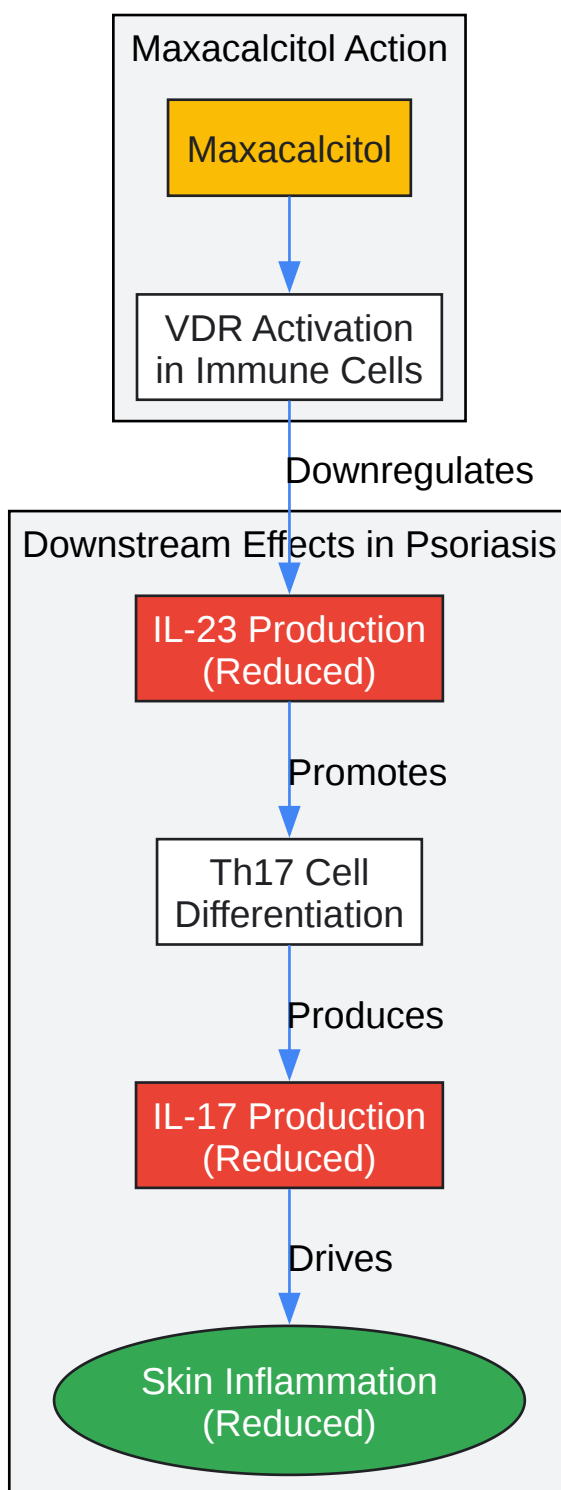 Maxacalcitol Action
Maxacalcitol
VDR Activation
in Immune Cells
Downregulates
Downstream Effects in Psoriasis
IL-23 Production
(Reduced)
Promotes
Th17 Cell
Differentiation
Produces
IL-17 Production
(Reduced)
Drives
Skin Inflammation
(Reduced)